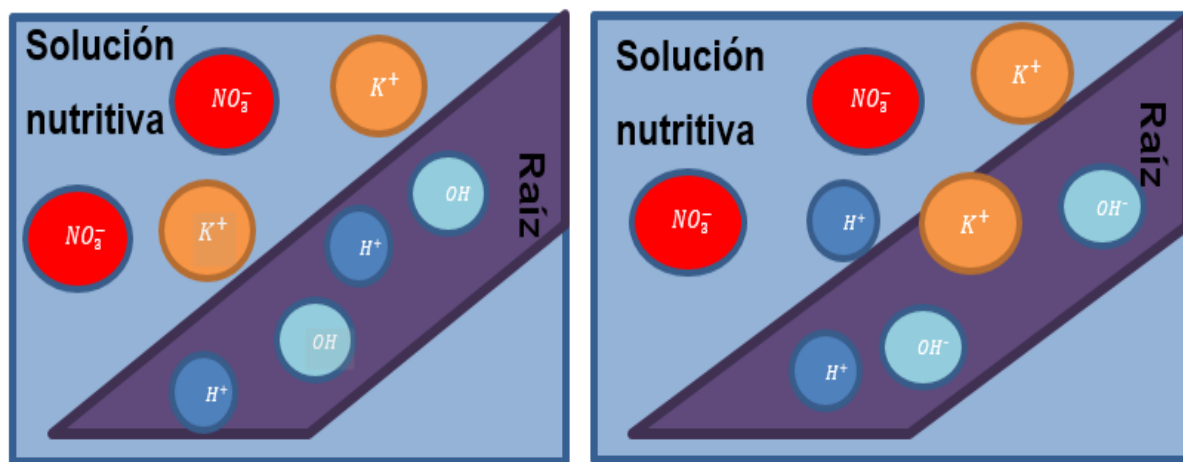 Solución
nutritiva
NO₃⁻
K⁺
NO₃⁻
K⁺
OH
H⁺
OH
H⁺
Raíz
Solución
nutritiva
NO₃⁻
K⁺
NO₃⁻
H⁺
K⁺
OH⁻
H⁺
OH⁻
Raíz